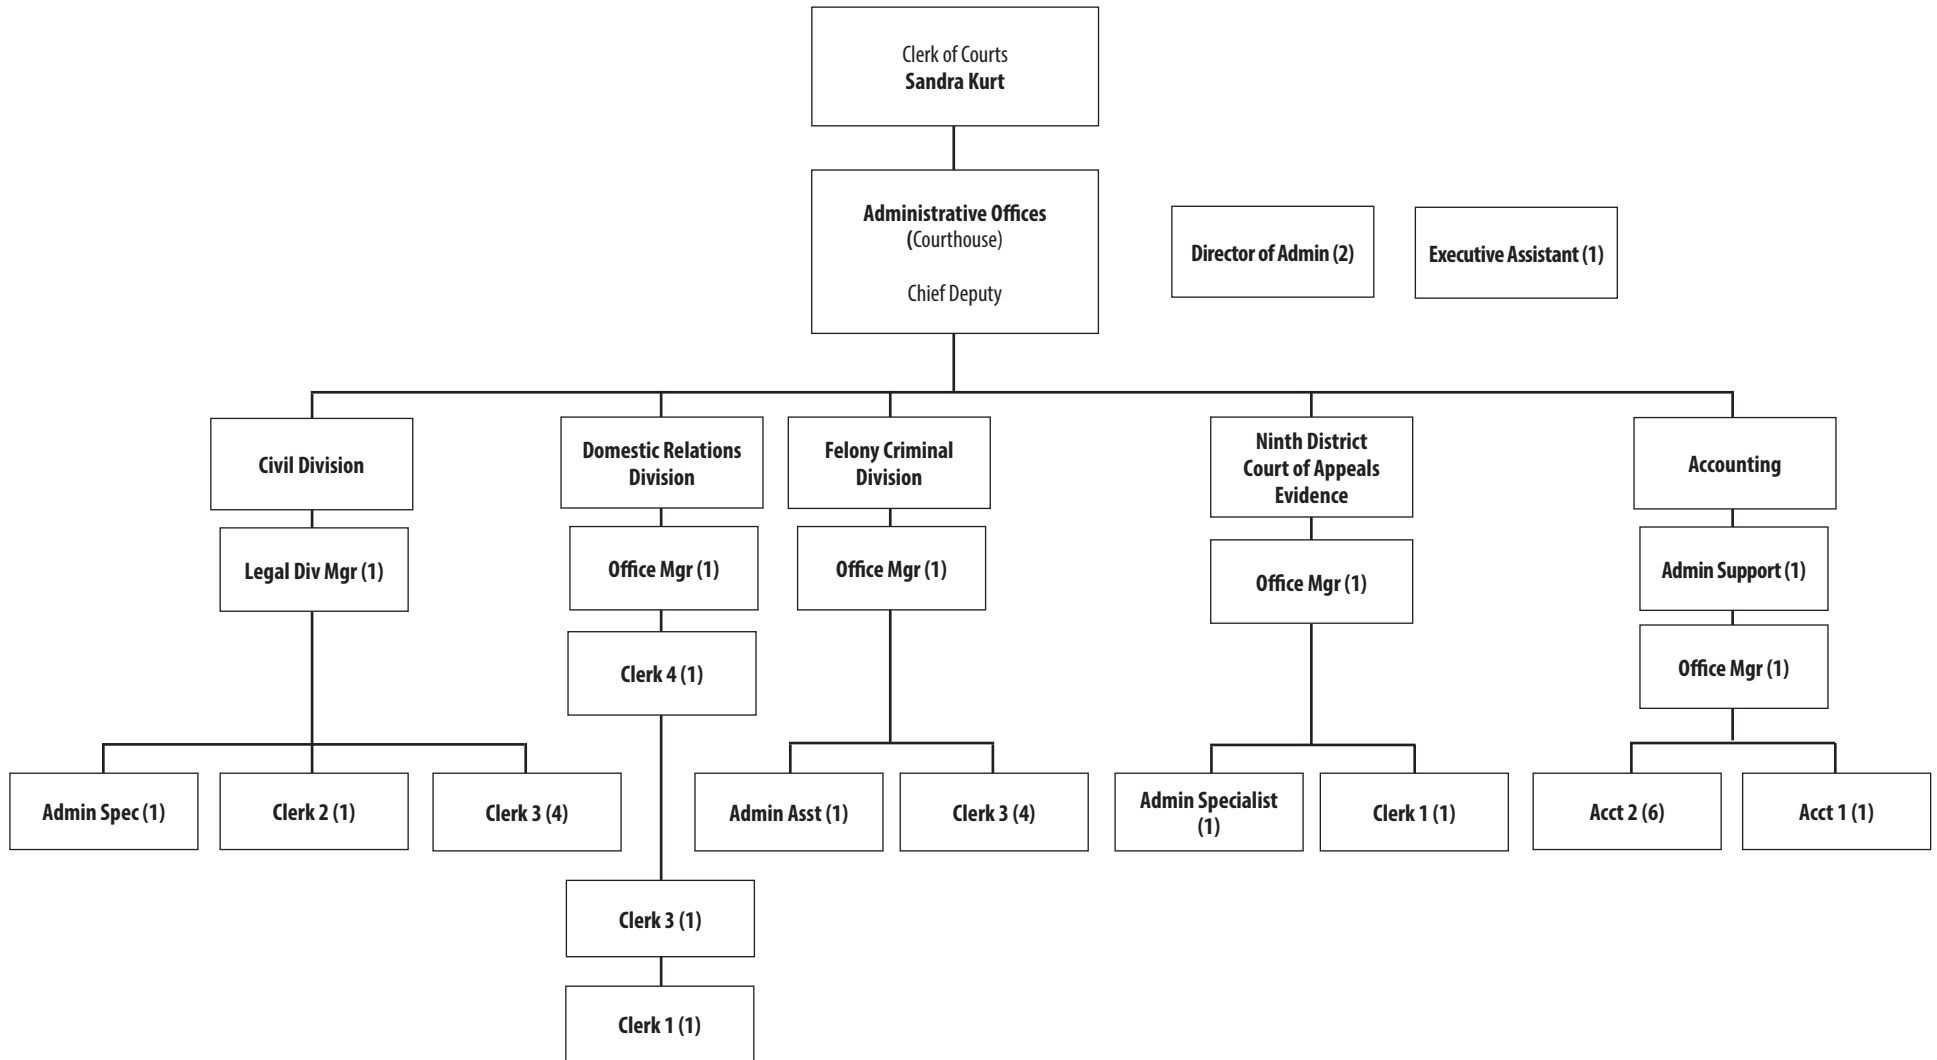 Clerk of Courts
Sandra Kurt
Administrative Offices
(Courthouse)
Chief Deputy
Director of Admin (2)
Executive Assistant (1)
Civil Division
Domestic Relations
Division
Felony Criminal
Division
Ninth District
Court of Appeals
Evidence
Accounting
Legal Div Mgr (1)
Office Mgr (1)
Office Mgr (1)
Office Mgr (1)
Admin Support (1)
Clerk 4 (1)
Office Mgr (1)
Admin Spec (1)
Clerk 2 (1)
Clerk 3 (4)
Admin Asst (1)
Clerk 3 (4)
Admin Specialist
(1)
Clerk 1 (1)
Acct 2 (6)
Acct 1 (1)
Clerk 3 (1)
Clerk 1 (1)